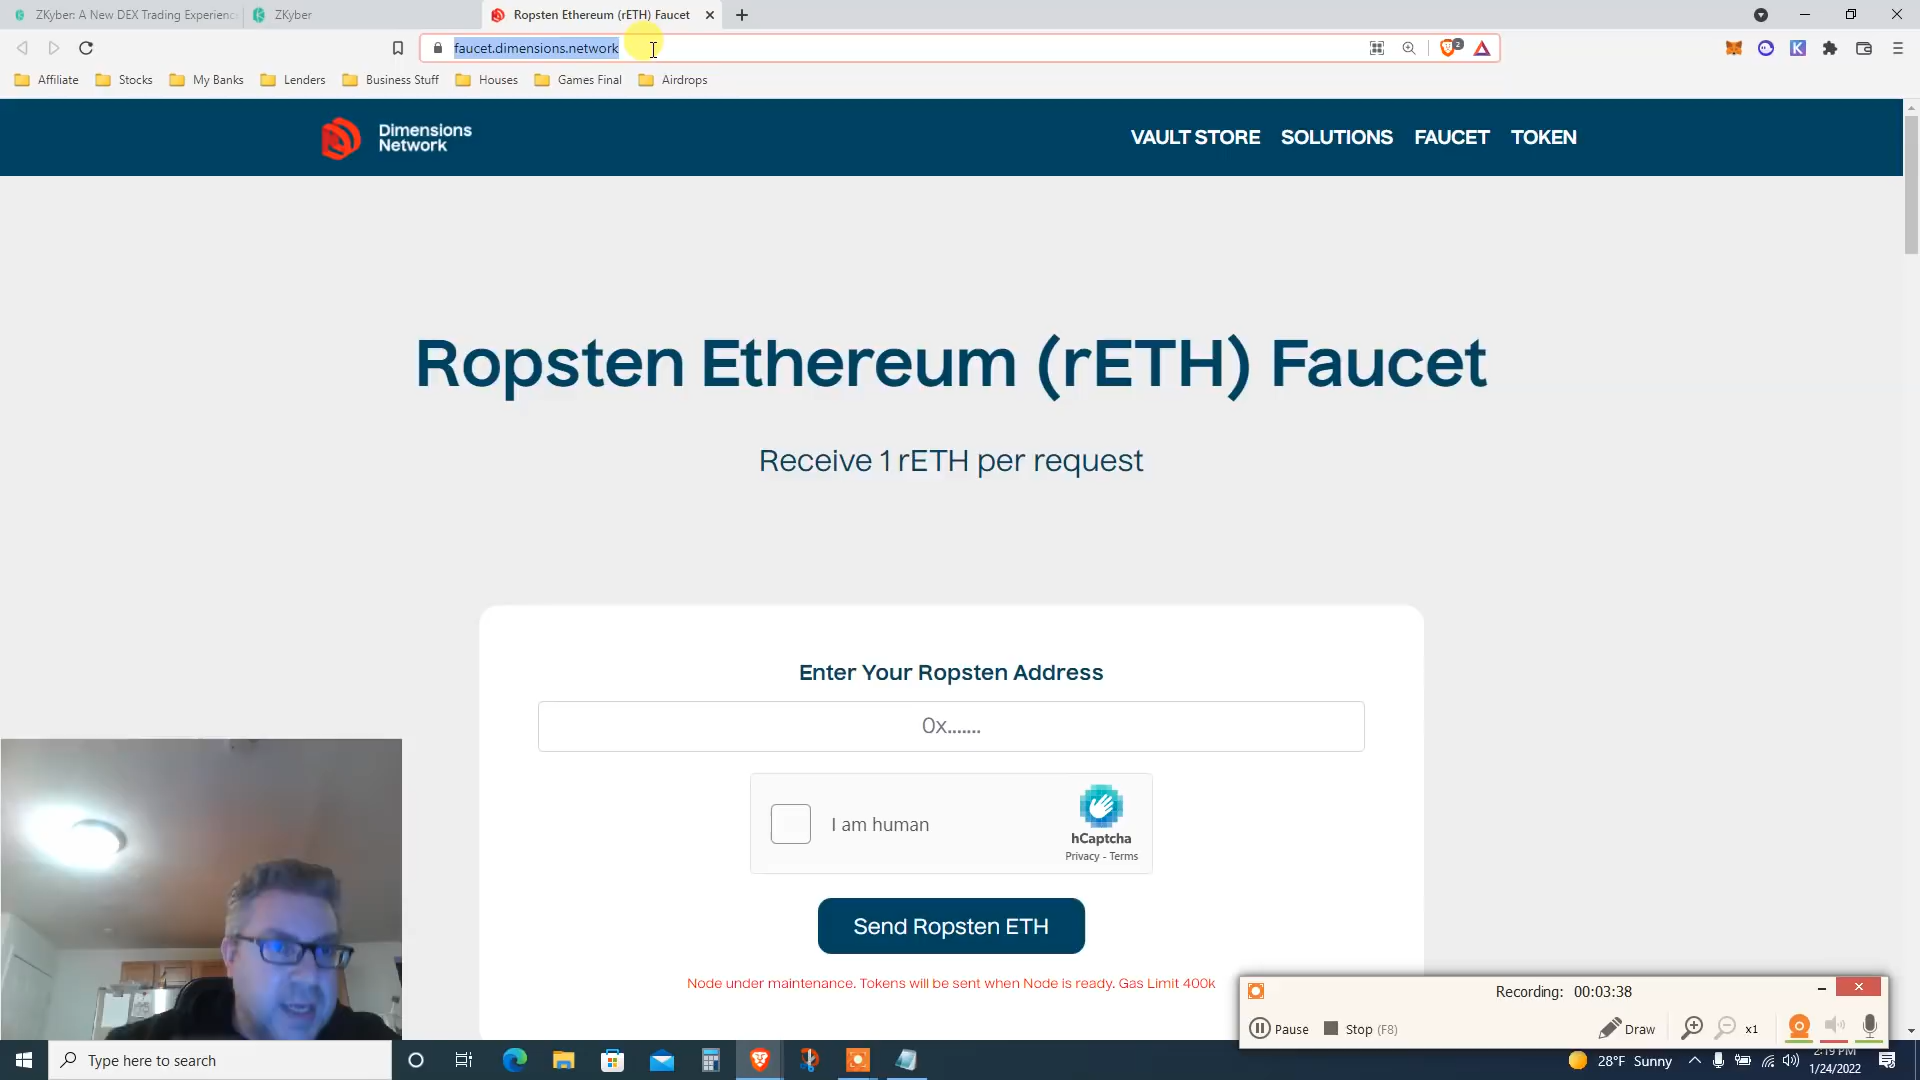 ZKyber: A New DEX Trading Experienc
ZKyber
Ropsten Ethereum (rETH) Faucet
faucet.dimensions.network
2
K
Affiliate
Stocks
My Banks
Lenders
Business Stuff
Houses
Games Final
Airdrops
Dimensions
Network
VAULT STORE
SOLUTIONS
FAUCET
TOKEN
Ropsten Ethereum (rETH) Faucet
Receive 1 rETH per request
Enter Your Ropsten Address
0x.......
I am human
hCaptcha
Privacy - Terms
Send Ropsten ETH
Node under maintenance. Tokens will be sent when Node is ready. Gas Limit 400k
Recording: 00:03:38
Pause
Stop (F8)
Draw
x1
Type here to search
28°F Sunny
2:19 PM
1/24/2022